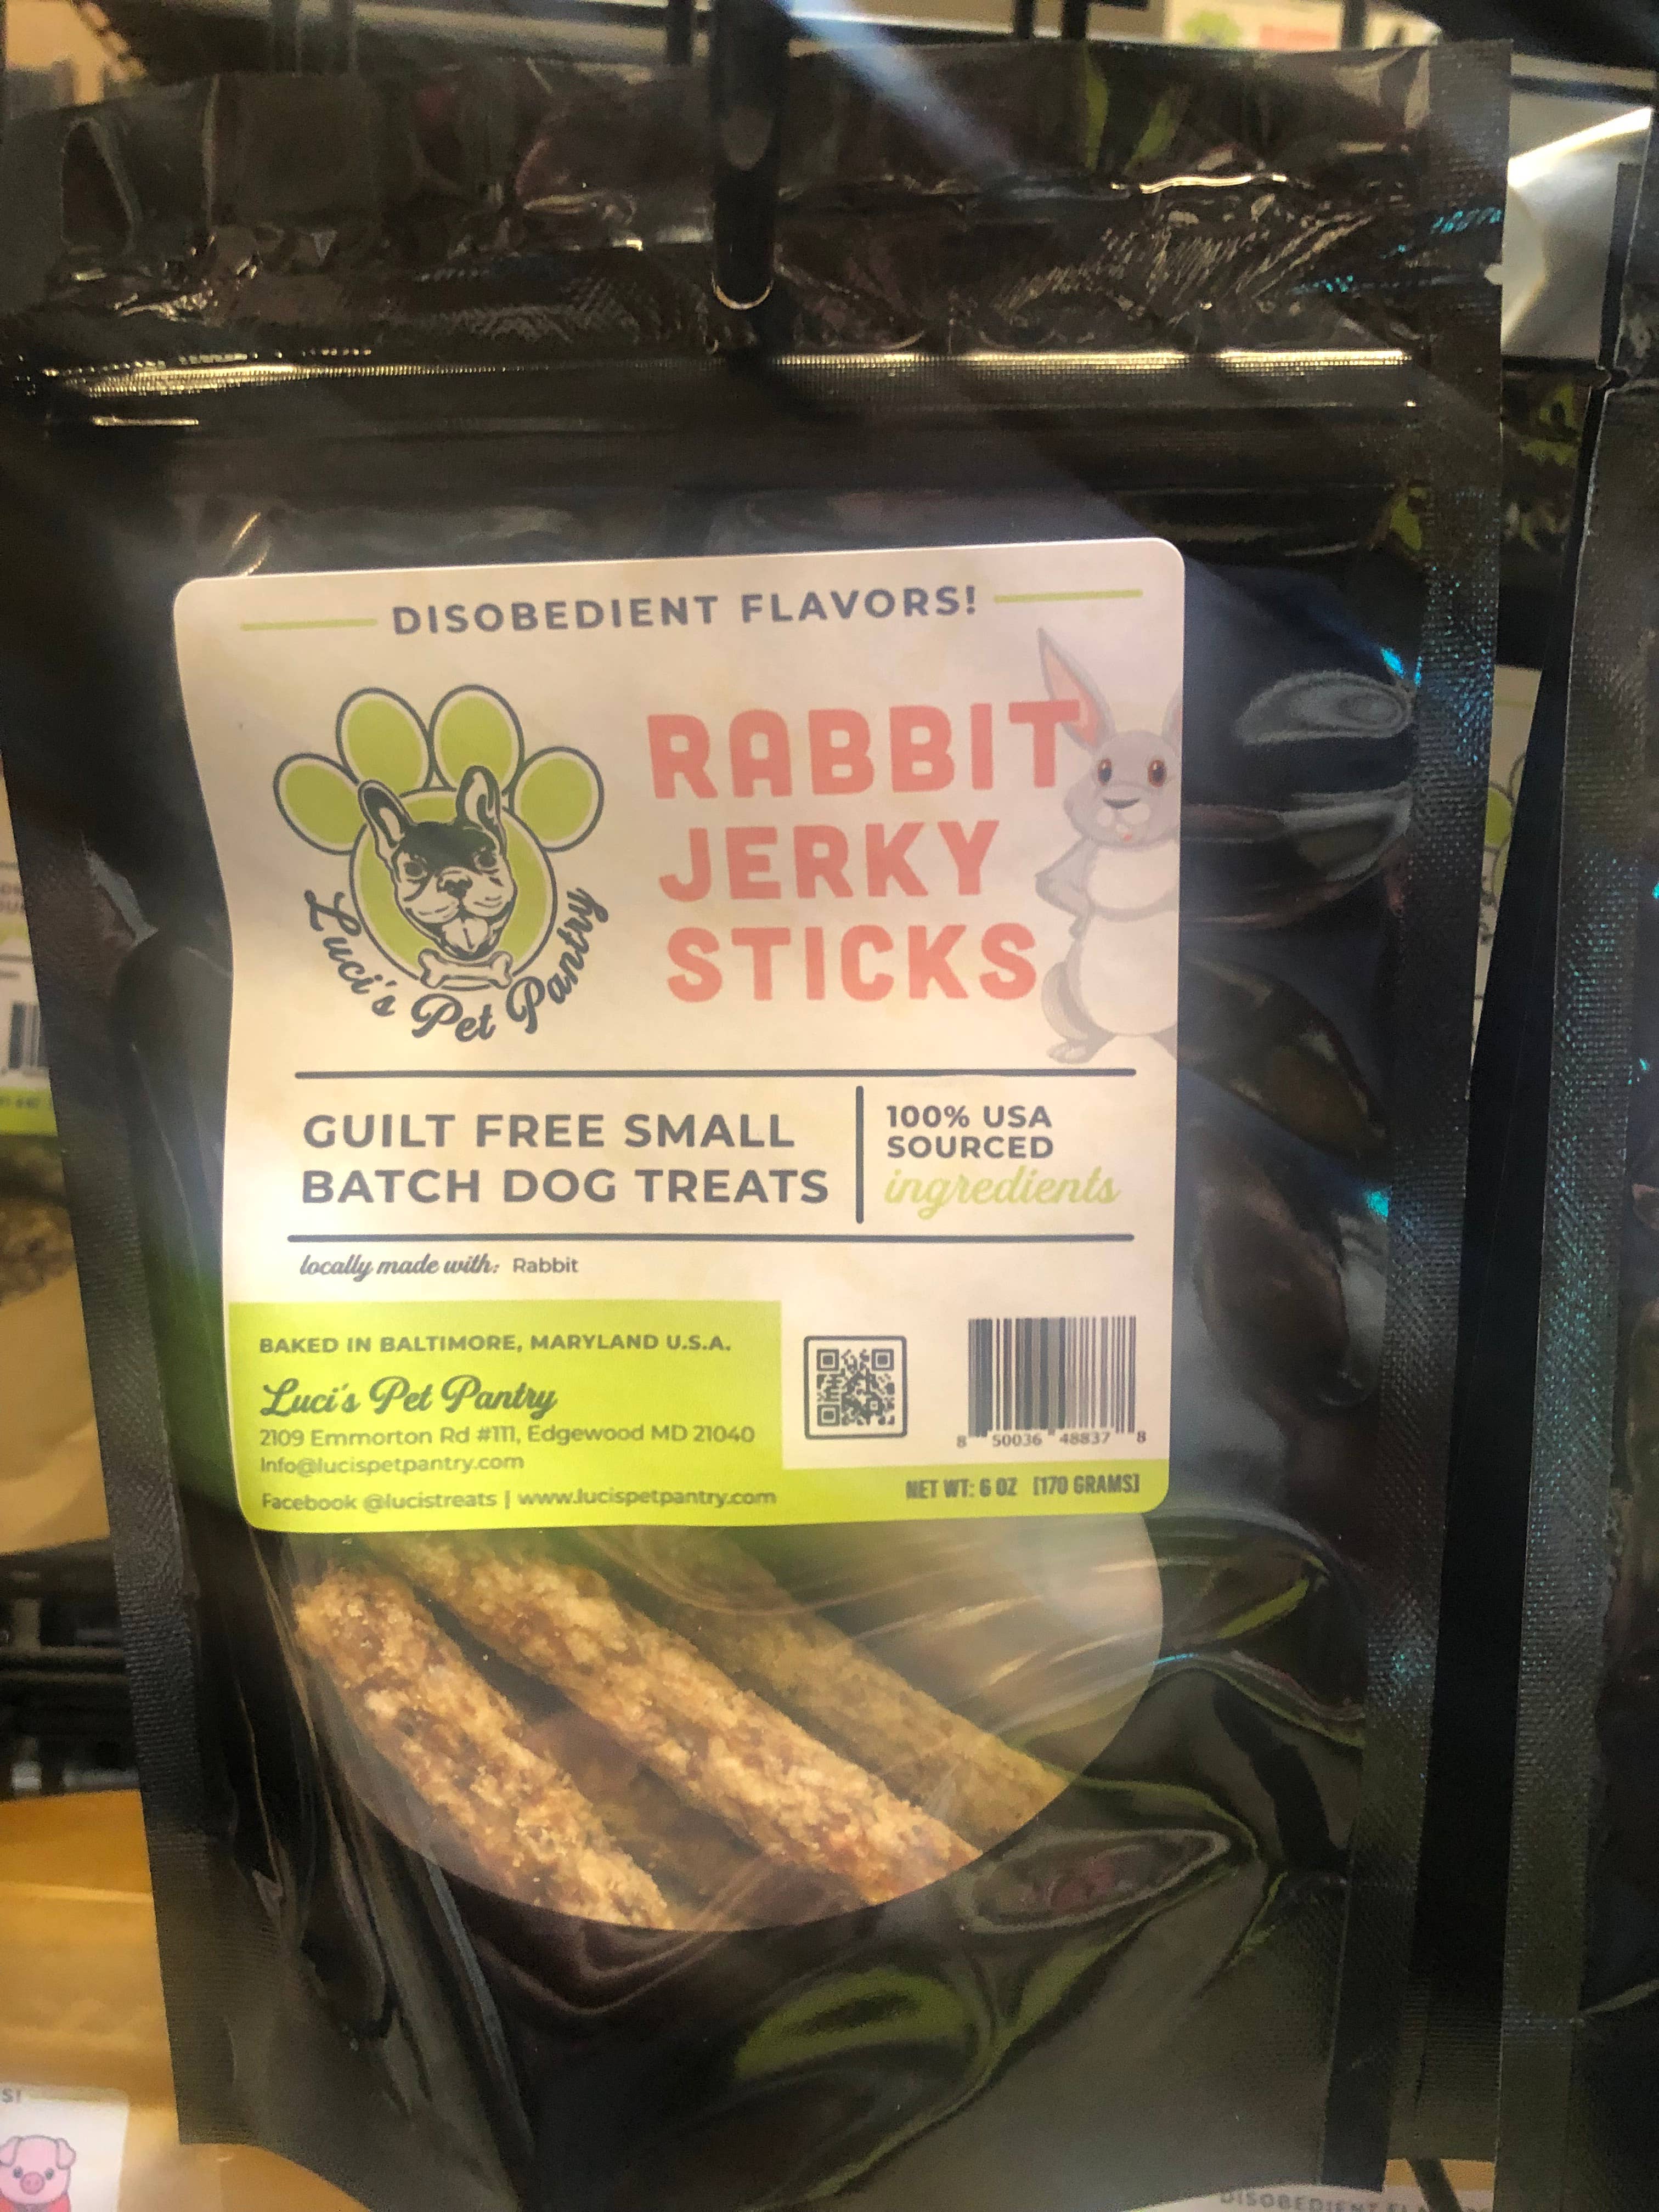 DISOBEDIENT FLAVORS!
Luci's Pet Pantry
RABBIT
JERKY
STICKS
GUILT FREE SMALL
BATCH DOG TREATS
100% USA
SOURCED
ingredients
locally made with: Rabbit
BAKED IN BALTIMORE, MARYLAND U.S.A.
Luci's Pet Pantry
2109 Emmorton Rd #111, Edgewood MD 21040
Info@lucispetpantry.com
Facebook @lucistreats | www.lucispetpantry.com
8 50036 48837 8
NET WT: 6 OZ [170 GRAMS]
S!
DISOBEDIENT